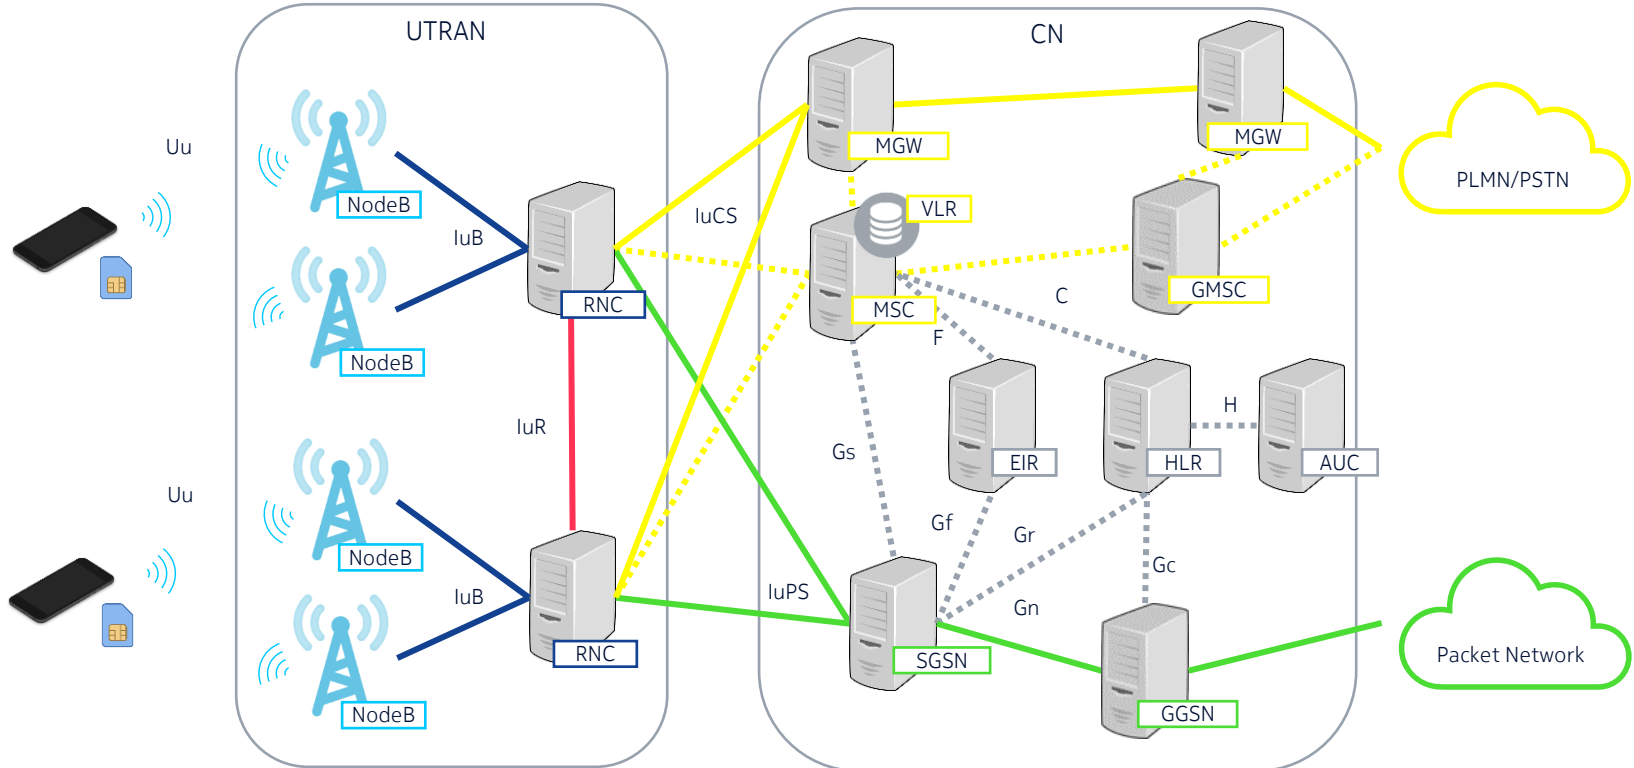 UTRAN
CN
Uu
NodeB
IuB
NodeB
RNC
IuR
Uu
NodeB
IuB
NodeB
RNC
IuCS
IuPS
MGW
MGW
VLR
MSC
GMSC
C
F
EIR
HLR
H
AUC
Gs
Gf
Gr
Gc
Gn
SGSN
GGSN
PLMN/PSTN
Packet Network